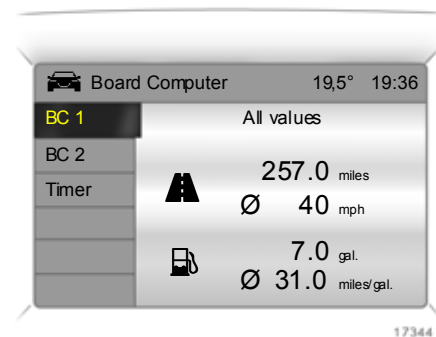 Board Computer 19,5° 19:36
BC 1
All values
BC 2
Timer
257.0 miles
Ø 40 mph
7.0 gal.
Ø 31.0 miles/gal.
17344